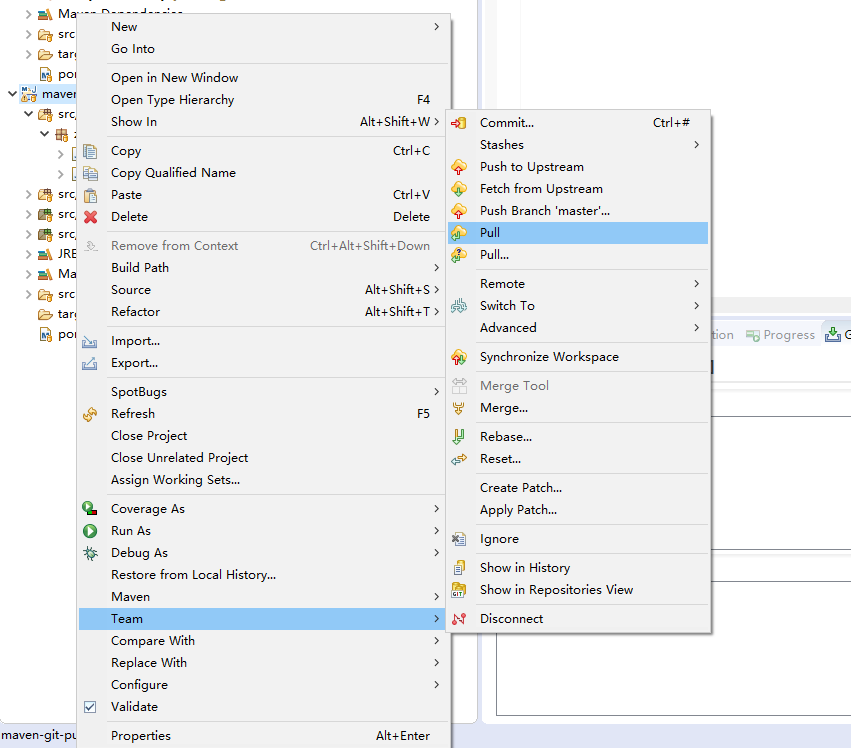 Maven Dependencies
src
tar
por
maven
src,
src,
src,
src,
JRE
Ma
src
targ
por
maven-git-pu
New
Go Into
Open in New Window
Open Type Hierarchy F4
Show In Alt+Shift+W
Copy Ctrl+C
Copy Qualified Name
Paste Ctrl+V
Delete Delete
Remove from Context Ctrl+Alt+Shift+Down
Build Path
Source Alt+Shift+S
Refactor Alt+Shift+T
Import...
Export...
SpotBugs
Refresh F5
Close Project
Close Unrelated Project
Assign Working Sets...
Coverage As
Run As
Debug As
Restore from Local History...
Maven
Team
Compare With
Replace With
Configure
Validate
Properties Alt+Enter
Commit... Ctrl+#
Stashes
Push to Upstream
Fetch from Upstream
Push Branch 'master'...
Pull
Pull...
Remote
Switch To
Advanced
Synchronize Workspace
Merge Tool
Merge...
Rebase...
Reset...
Create Patch...
Apply Patch...
Ignore
Show in History
Show in Repositories View
Disconnect
tion
Progress
G